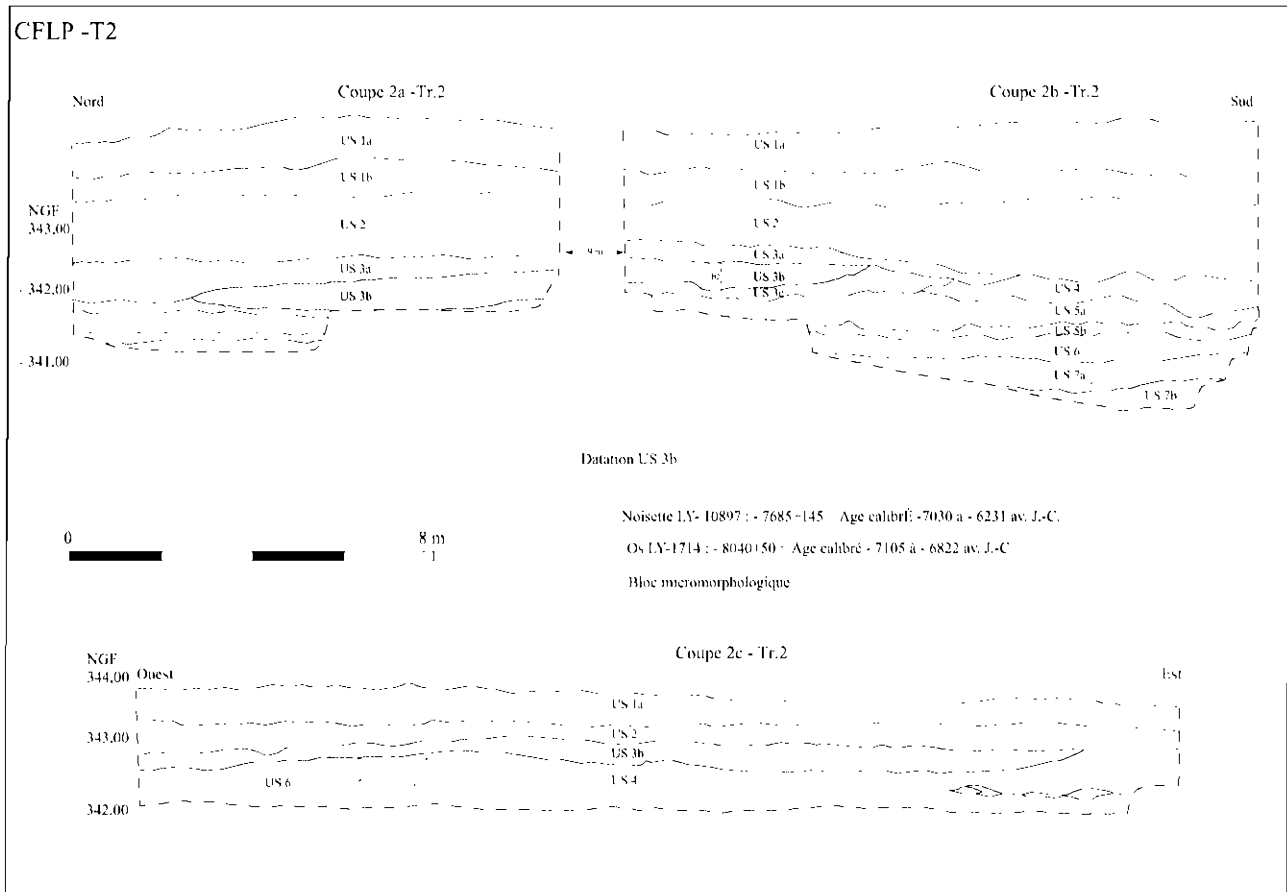 CFLP -T2
Coupe 2a -Tr.2
Coupe 2b -Tr.2
Nord
Sud
US 1a
US 1a
US 1b
US 1b
NGF
343,00
US 2
US 2
US 3a
US 3a
US 3b
US 3b
- 342.00
US 3c
US 4
US 5a
US 5b
- 341.00
US 6
US 7a
US 7b
Datation US 3b
Noisette LY- 10897 : - 7685 +145 Age calibrÈ -7030 a - 6231 av. J.-C.
Os LY-1714 : - 8040+50 : Age calibré - 7105 à - 6822 av. J.-C
0
8 m
Bloc micromorphologique
Coupe 2c - Tr.2
NGF
344,00
Ouest
Est
US 1a
343.00
US 2
US 3b
US 6
US 4
342.00